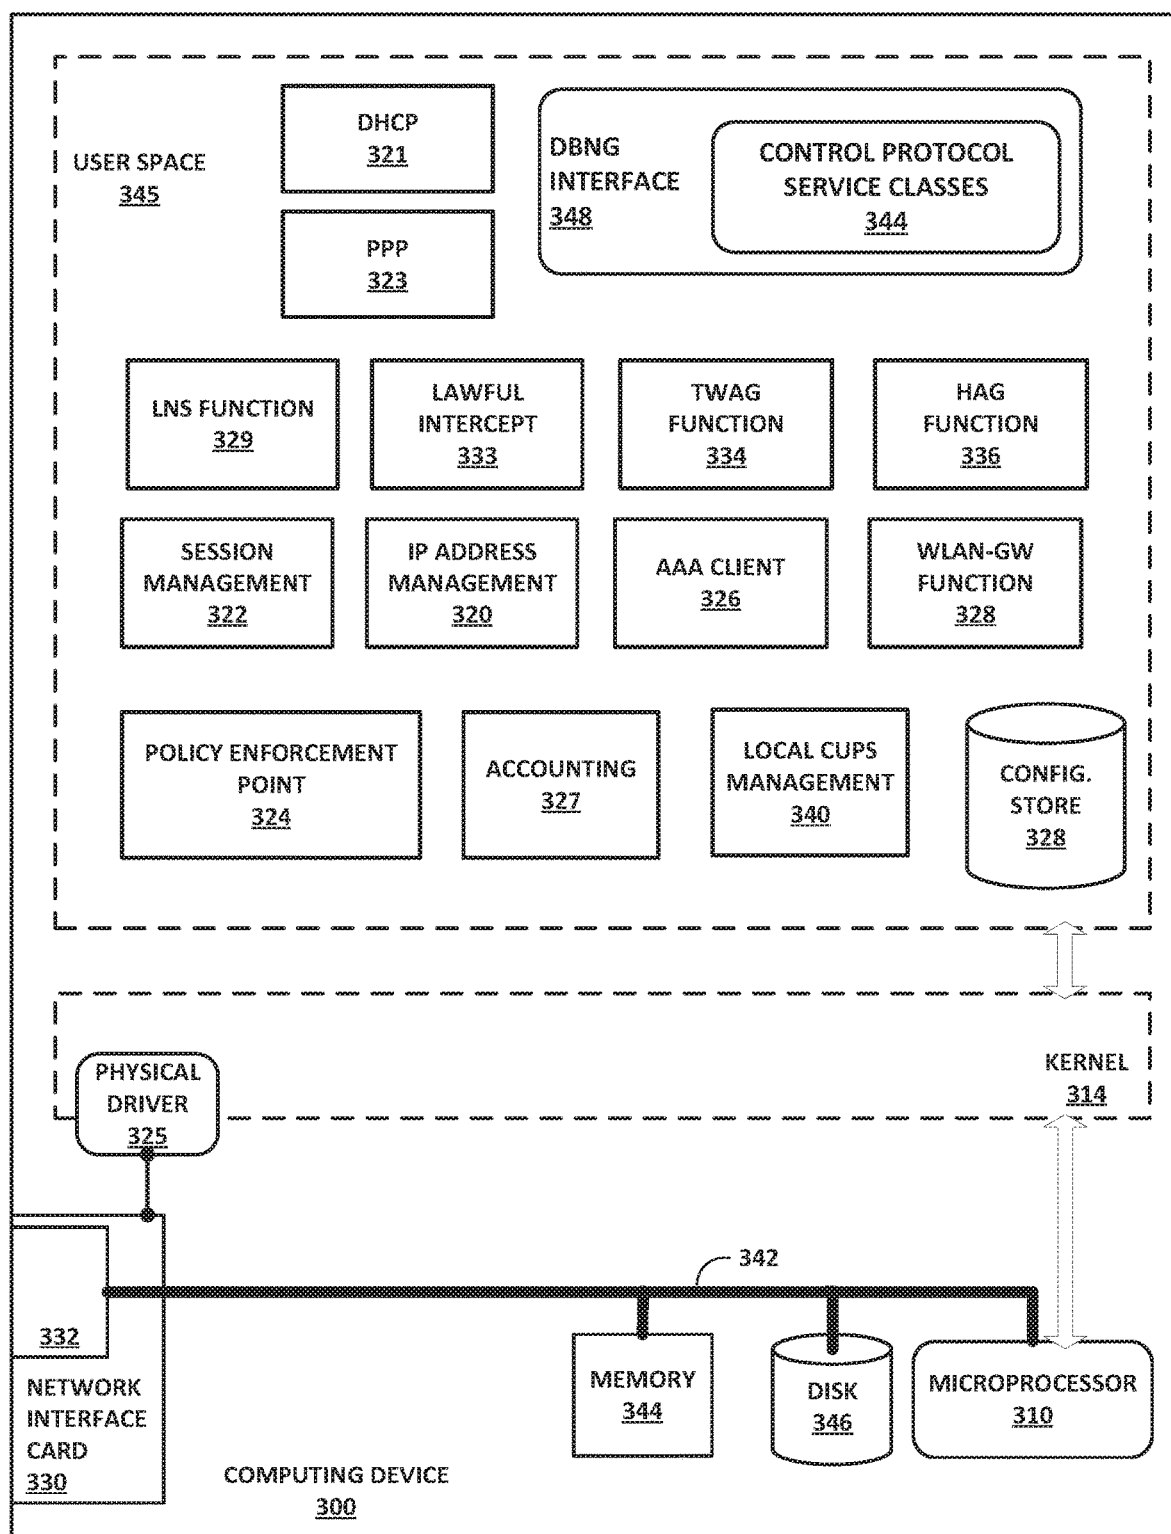 DHCP
321
USER SPACE
345
DBNG
INTERFACE
348
CONTROL PROTOCOL
SERVICE CLASSES
344
PPP
323
LNS FUNCTION
329
LAWFUL
INTERCEPT
333
TWAG
FUNCTION
334
HAG
FUNCTION
336
SESSION
MANAGEMENT
322
IP ADDRESS
MANAGEMENT
320
AAA CLIENT
326
WLAN-GW
FUNCTION
328
POLICY ENFORCEMENT
POINT
324
ACCOUNTING
327
LOCAL CUPS
MANAGEMENT
340
CONFIG.
STORE
328
KERNEL
314
PHYSICAL
DRIVER
325
342
332
NETWORK
INTERFACE
CARD
330
MEMORY
344
DISK
346
MICROPROCESSOR
310
COMPUTING DEVICE
300